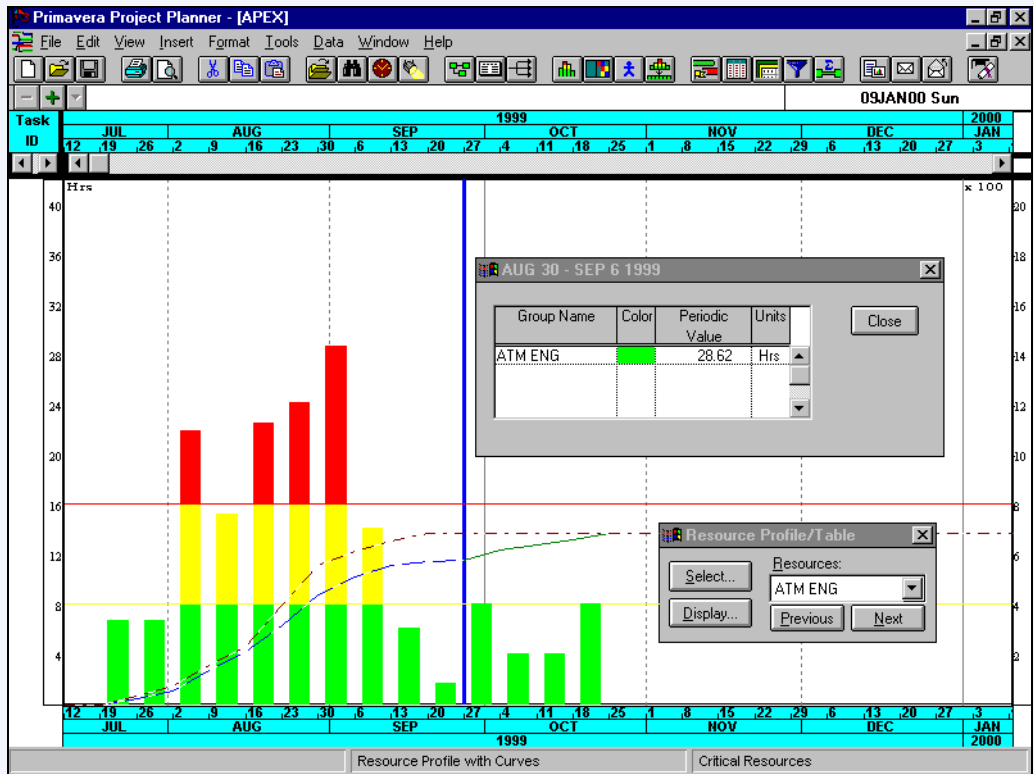 Primavera Project Planner - [APEX]
File Edit View Insert Format Tools Data Window Help
09JAN00 Sun
Task ID
1999 2000
JUL AUG SEP OCT NOV DEC JAN
12 19 26 2 9 16 23 30 6 13 20 27 4 11 18 25 1 8 15 22 29 6 13 20 27 3
Hrs x 100
40 20
36 18
32 16
28 14
24 12
20 10
16 8
12 6
8 4
4 2
AUG 30 - SEP 6 1999
Group Name Color Periodic Value Units
ATM ENG 28.62 Hrs
Close
Resource Profile/Table
Select...
Display...
Resources:
ATM ENG
Previous Next
12 19 26 2 9 16 23 30 6 13 20 27 4 11 18 25 1 8 15 22 29 6 13 20 27 3
JUL AUG SEP OCT NOV DEC JAN
1999 2000
Resource Profile with Curves Critical Resources